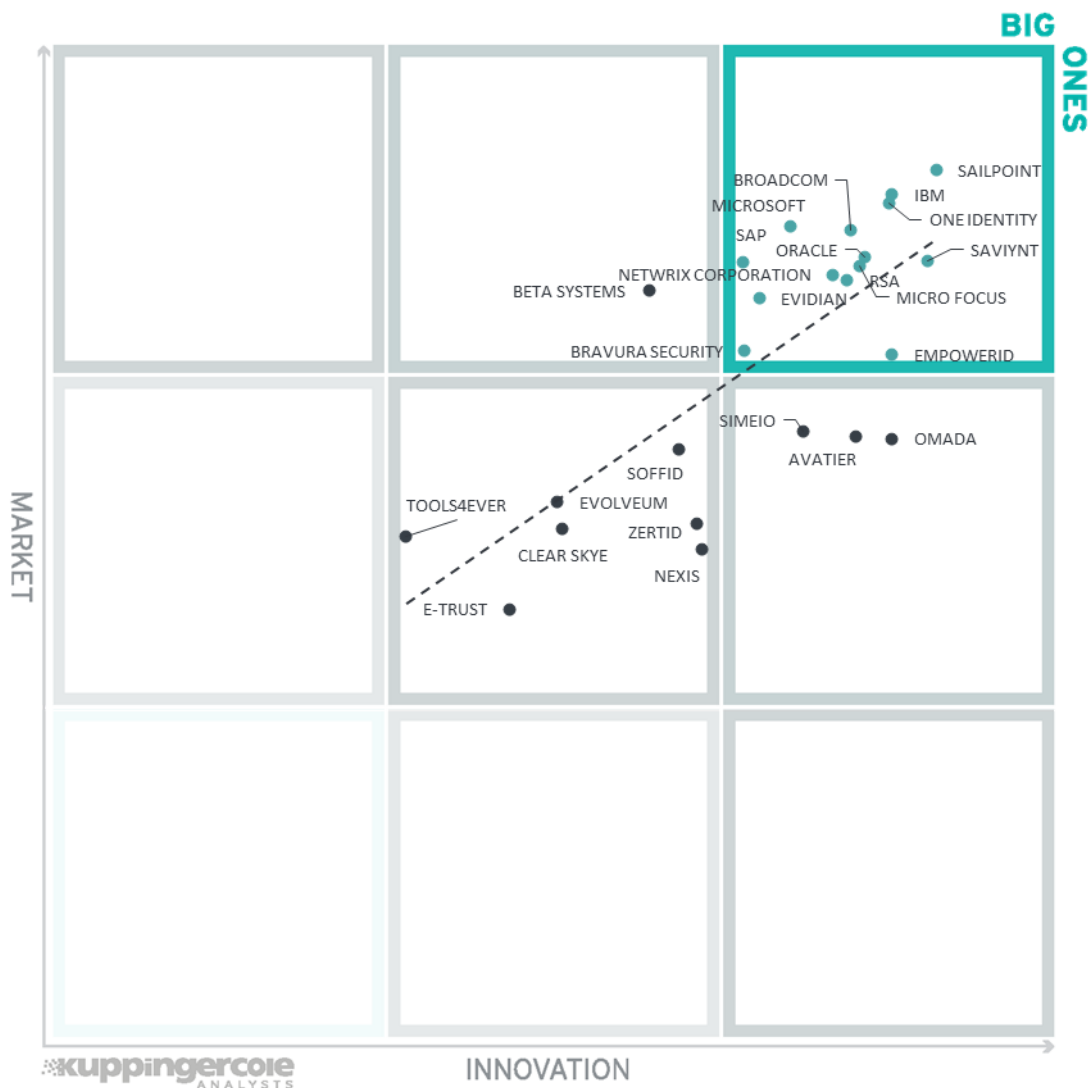 BIG
ONES
SAILPOINT
BROADCOM
IBM
MICROSOFT
ONE IDENTITY
SAP
ORACLE
SAVIYNT
NETWRIX CORPORATION
RSA
BETA SYSTEMS
EVIDIAN
MICRO FOCUS
BRAVURA SECURITY
EMPOWERID
SIMEIO
OMADA
AVATIER
SOFFID
TOOLS4EVER
EVOLVEUM
ZERTID
CLEAR SKYE
NEXIS
E-TRUST
MARKET
INNOVATION
kuppingercole
ANALYSTS